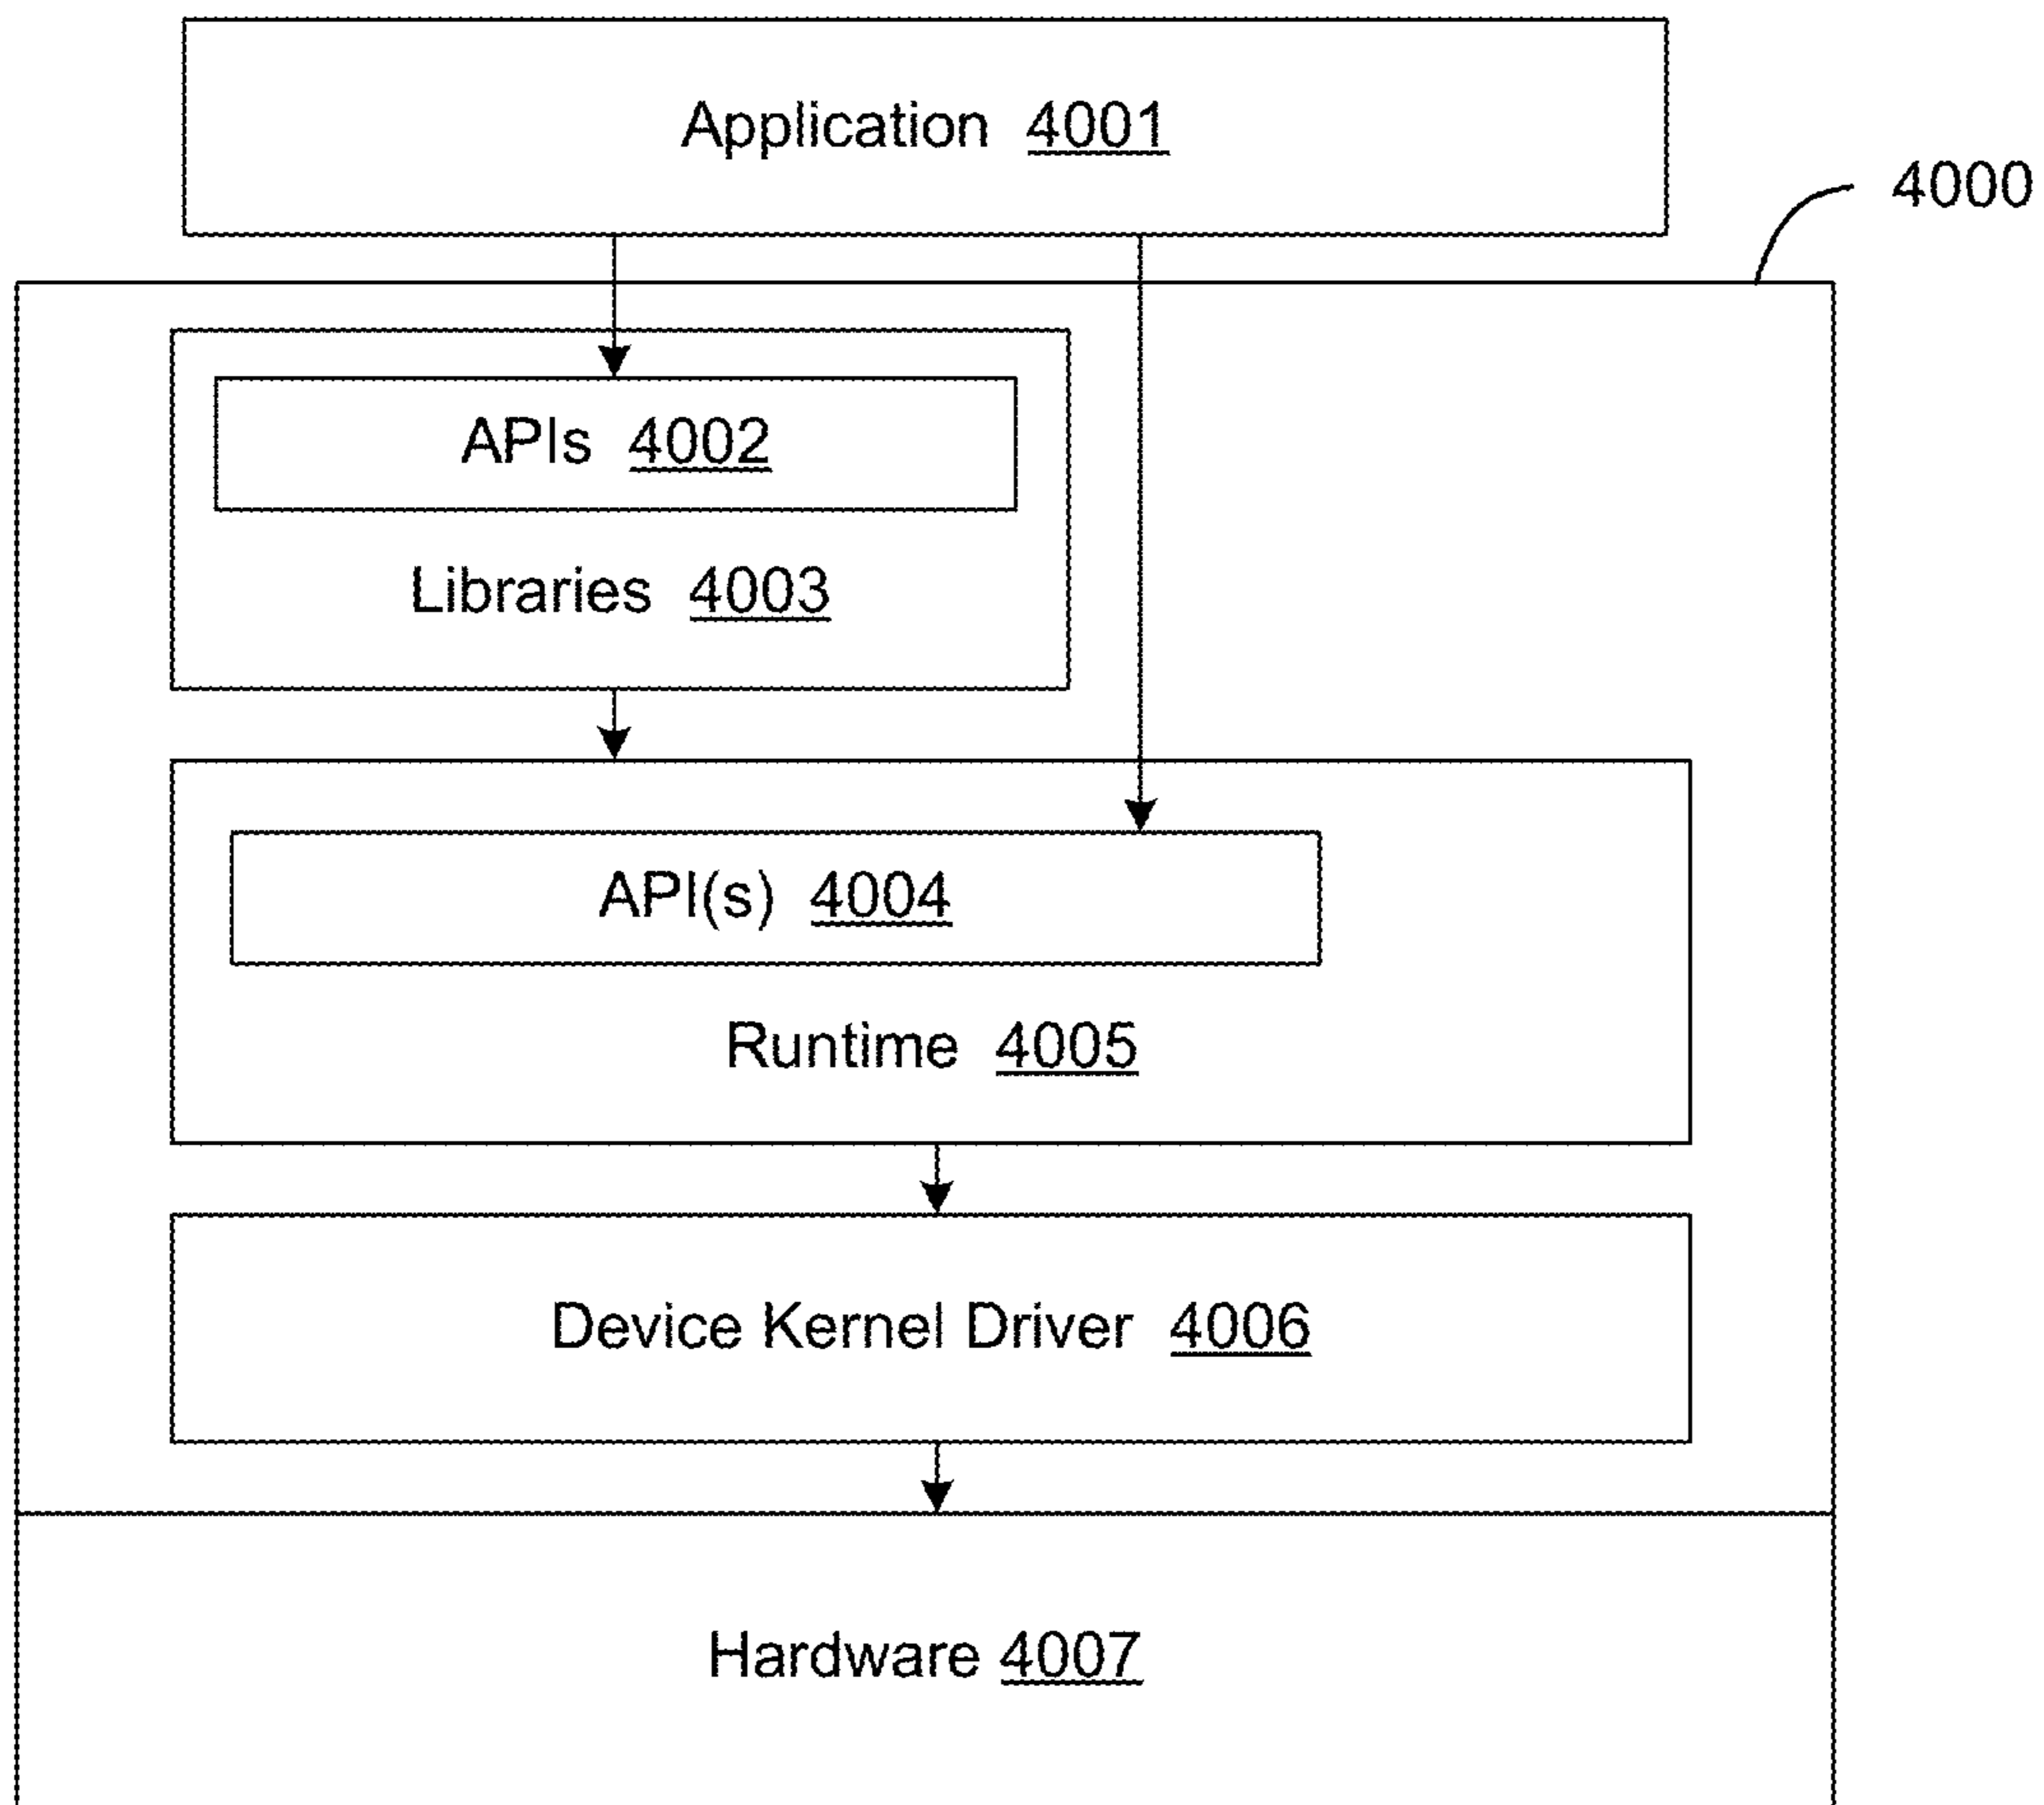 Application 4001
4000
APIs 4002
Libraries 4003
API(s) 4004
Runtime 4005
Device Kernel Driver 4006
Hardware 4007